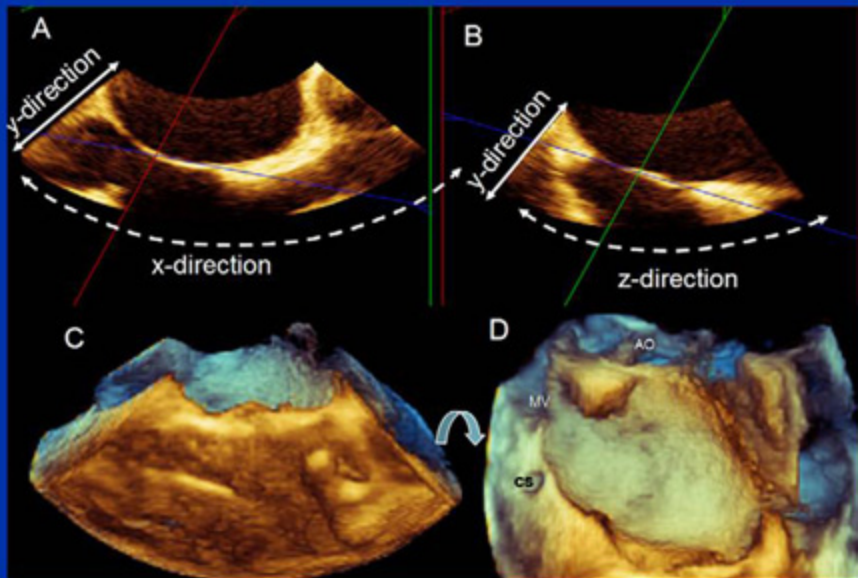 A
B
y-direction
y-direction
x-direction
z-direction
C
D
AO
MV
CS